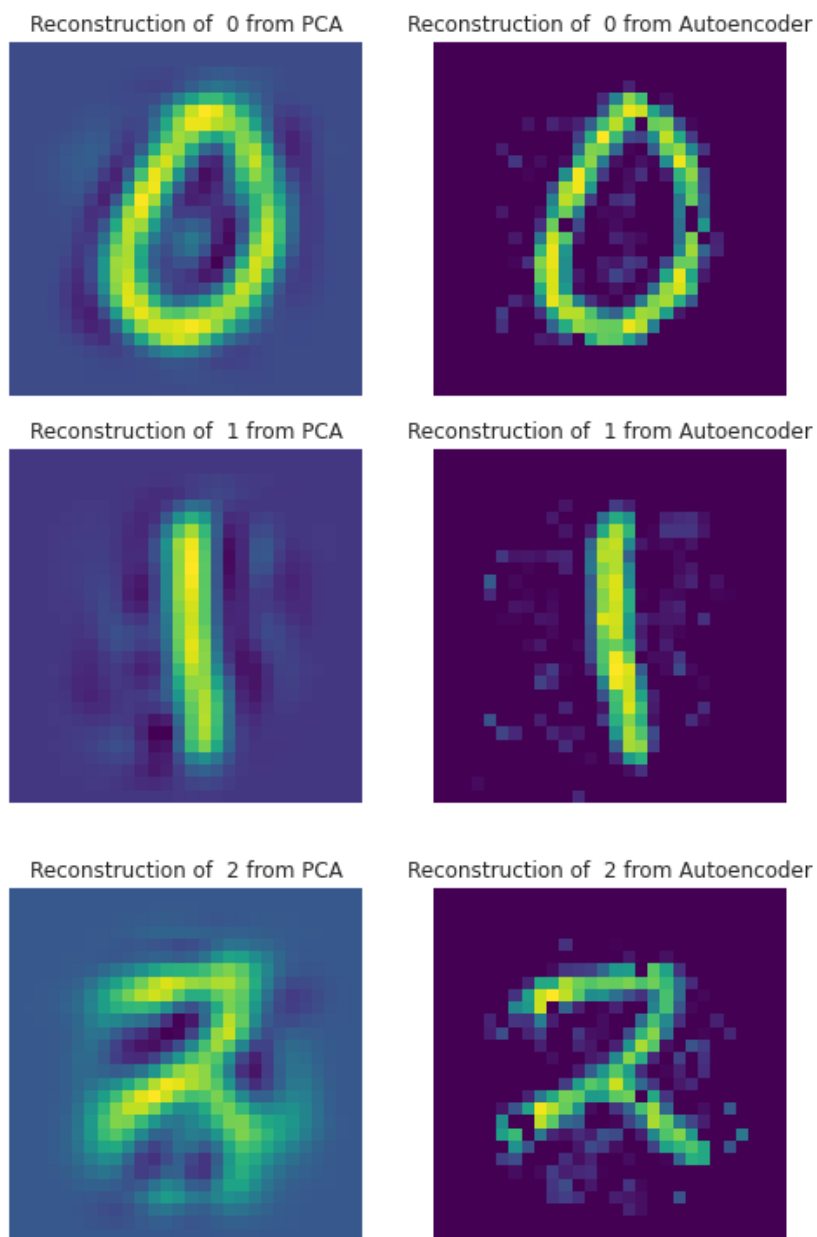 Reconstruction of  0 from PCA
Reconstruction of  0 from Autoencoder
Reconstruction of  1 from PCA
Reconstruction of  1 from Autoencoder
Reconstruction of  2 from PCA
Reconstruction of  2 from Autoencoder